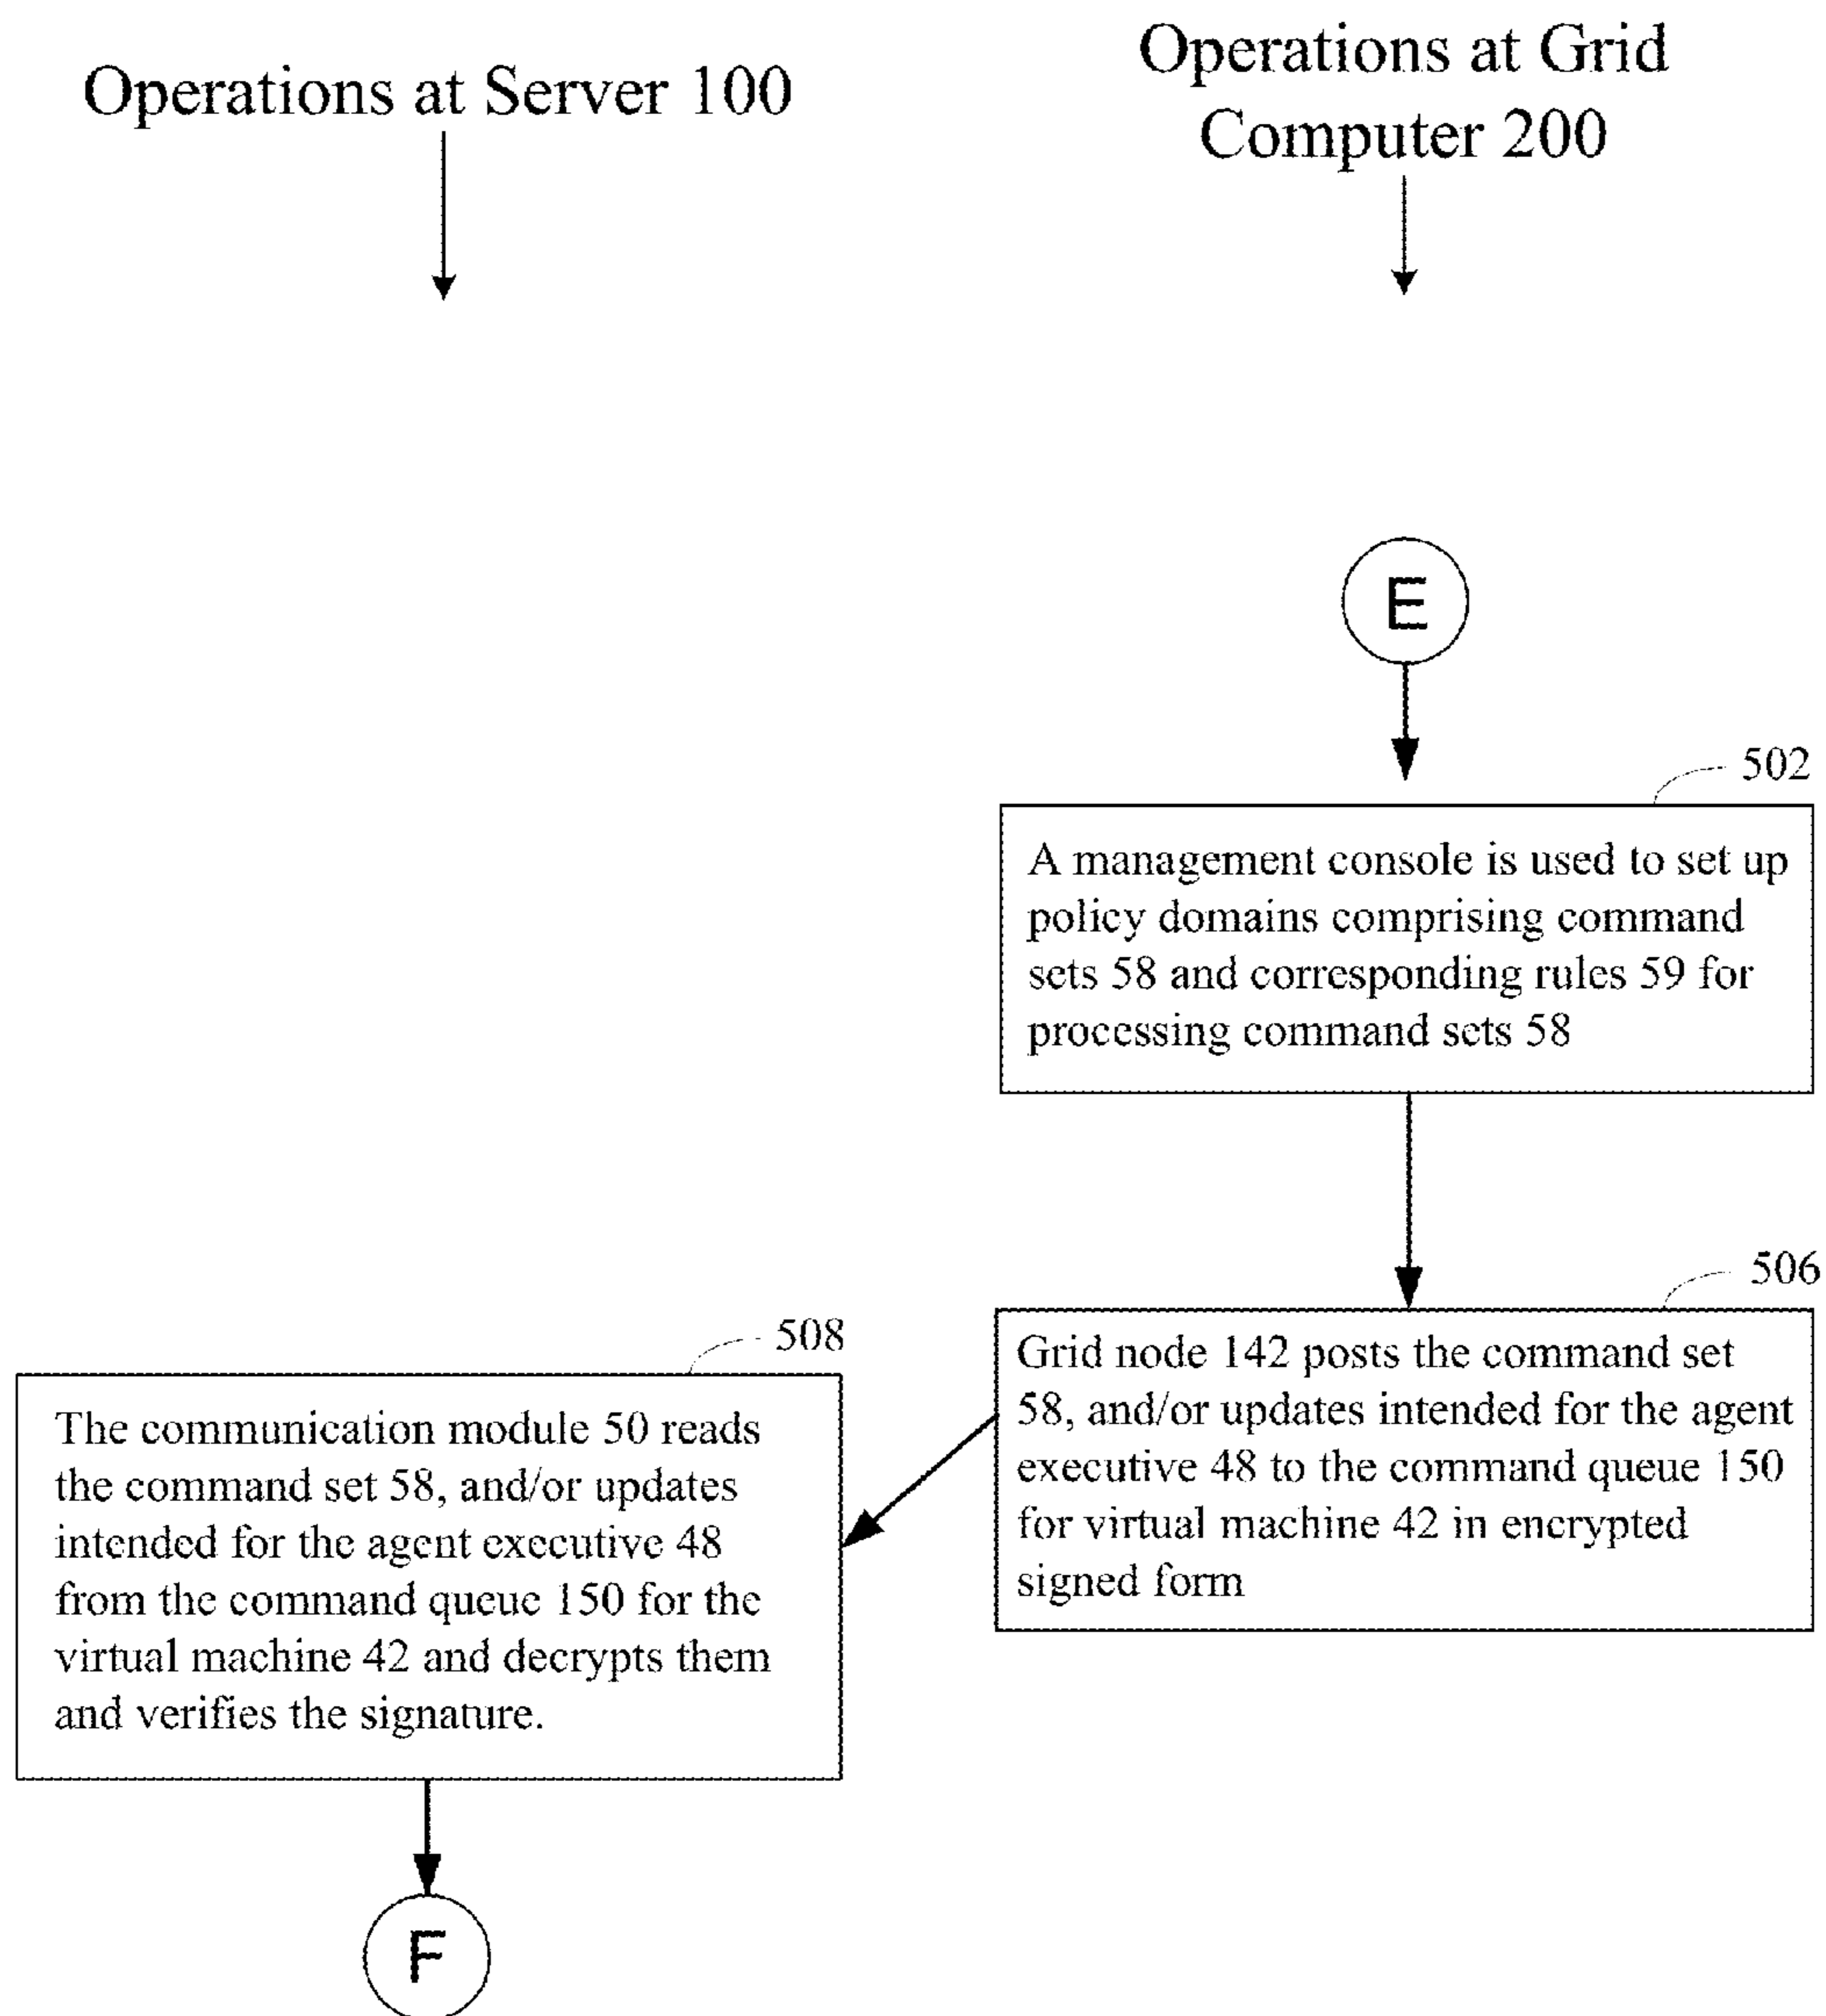 Operations at Server 100
Operations at Grid
Computer 200
E
502
A management console is used to set up
policy domains comprising command
sets 58 and corresponding rules 59 for
processing command sets 58
506
Grid node 142 posts the command set
58, and/or updates intended for the agent
executive 48 to the command queue 150
for virtual machine 42 in encrypted
signed form
508
The communication module 50 reads
the command set 58, and/or updates
intended for the agent executive 48
from the command queue 150 for the
virtual machine 42 and decrypts them
and verifies the signature.
F